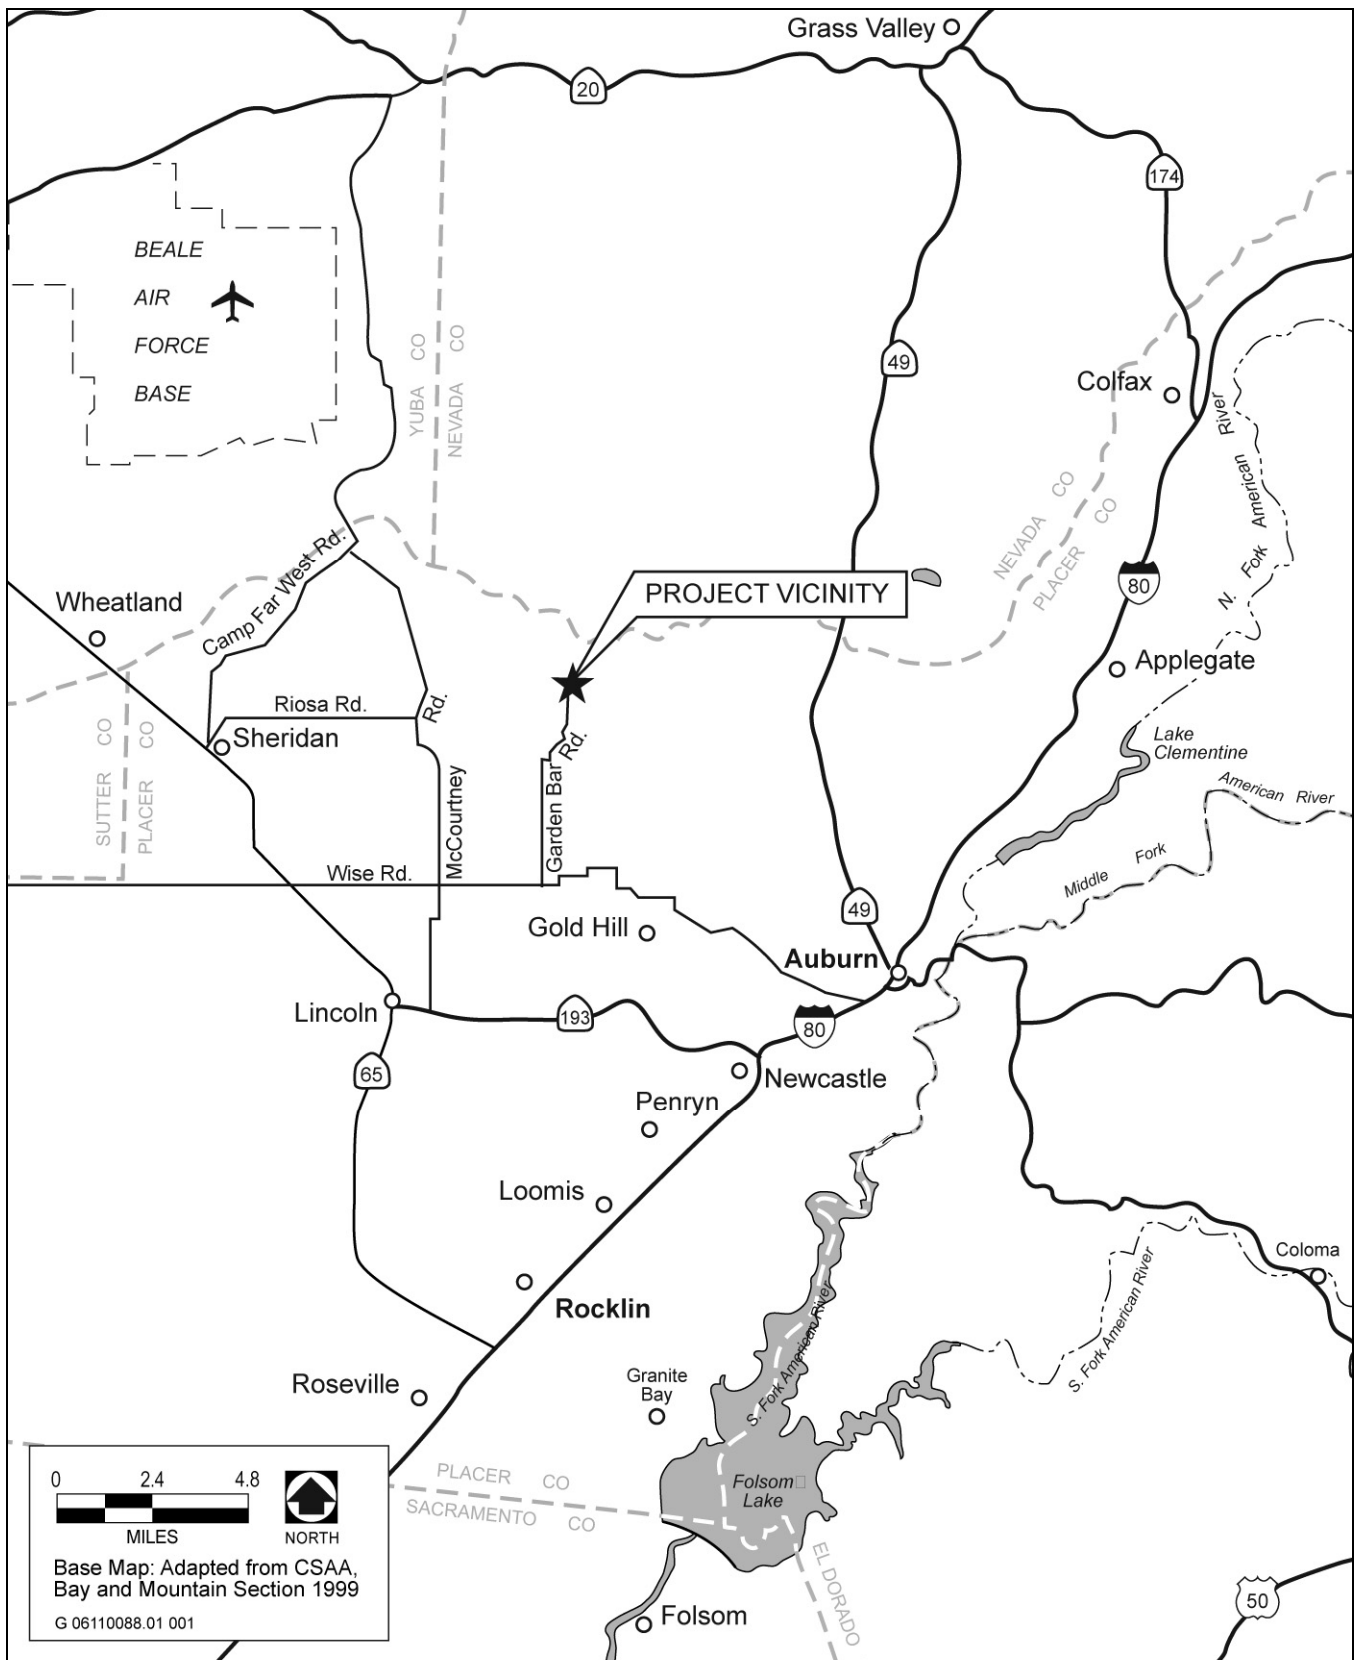 Grass Valley
20
174
BEALE
AIR
FORCE
BASE
YUBA CO
NEVADA CO
49
Colfax
N. Fork American River
NEVADA CO
PLACER CO
Camp Far West Rd.
80
Wheatland
PROJECT VICINITY
Applegate
Riosa Rd.
McCourtney Rd.
Sheridan
Garden Bar Rd.
Lake
Clementine
SUTTER CO
PLACER CO
American River
Middle Fork
Wise Rd.
Gold Hill
49
Auburn
Lincoln
193
80
65
Newcastle
Penryn
Loomis
Coloma
Rocklin
S. Fork American River
S. Fork American River
Roseville
Granite
Bay
PLACER CO
SACRAMENTO CO
Folsom
Lake
EL DORADO
Folsom
50
0 2.4 4.8
MILES
NORTH
Base Map: Adapted from CSAA,
Bay and Mountain Section 1999
G 06110088.01 001